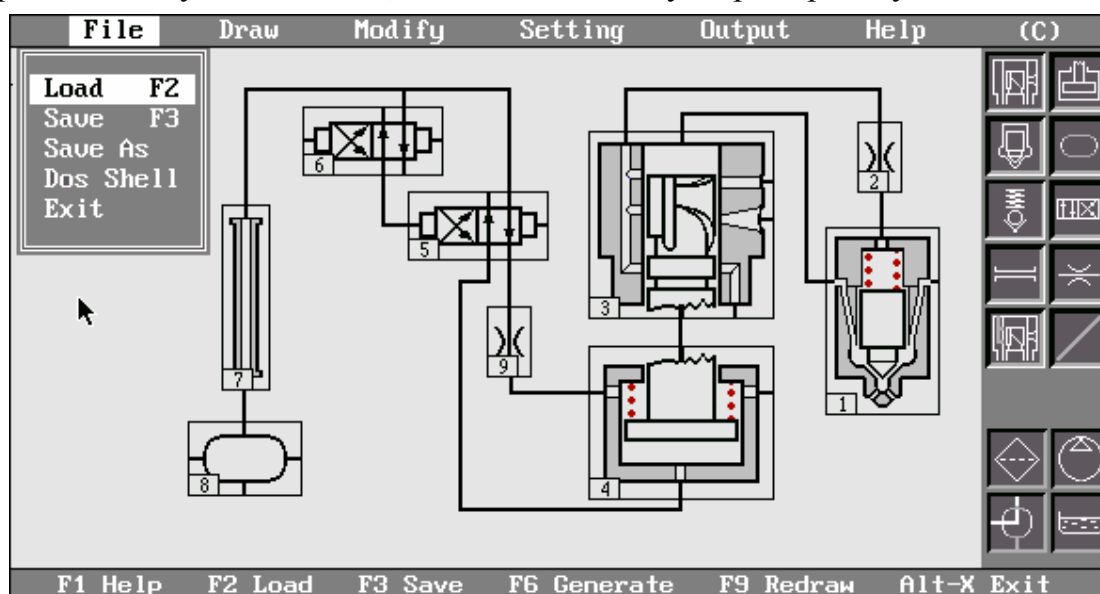 File Draw Modify Setting Output Help (C)
Load F2
Save F3
Save As
Dos Shell
Exit
6
5
2
3
9
7
1
8
4
F1 Help F2 Load F3 Save F6 Generate F9 Redraw Alt-X Exit